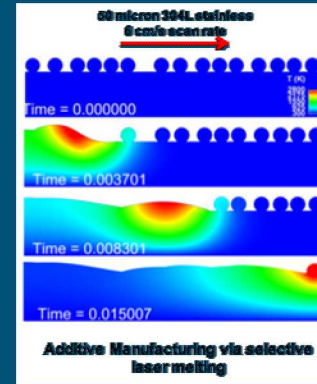 50 micron 304L stainless
6 cm/s scan rate
T (K)
Time = 0.000000
Time = 0.003701
Time = 0.008301
Time = 0.015007
Additive Manufacturing via selective
laser melting